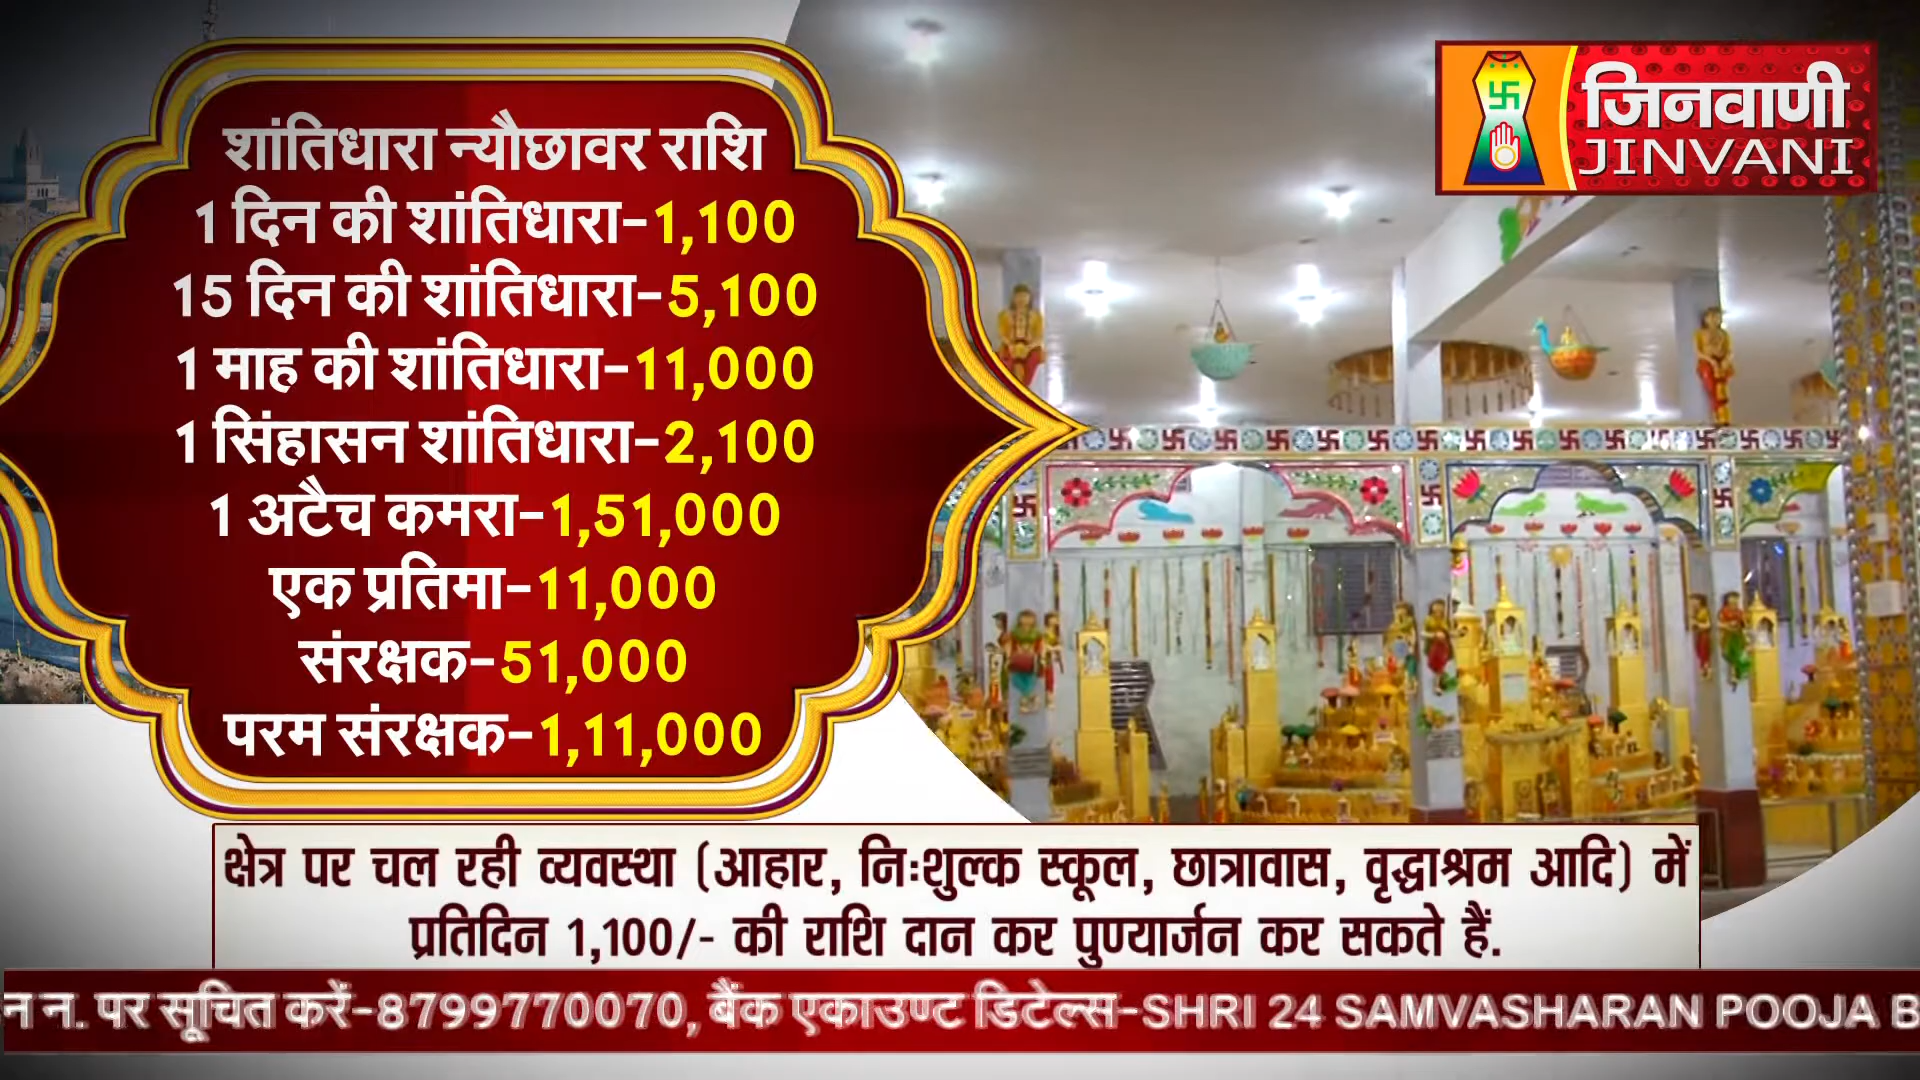 शांतिधारा न्यौछावर राशि
1 दिन की शांतिधारा-1,100
15 दिन की शांतिधारा-5,100
1 माह की शांतिधारा-11,000
1 सिंहासन शांतिधारा-2,100
1 अटैच कमरा-1,51,000
एक प्रतिमा-11,000
संरक्षक-51,000
परम संरक्षक-1,11,000
जिनवाणी
JINVANI
क्षेत्र पर चल रही व्यवस्था (आहार, निःशुल्क स्कूल, छात्रावास, वृद्धाश्रम आदि) में
प्रतिदिन 1,100/- की राशि दान कर पुण्यार्जन कर सकते हैं.
न न. पर सूचित करें-8799770070, बैंक एकाउण्ट डिटेल्स-SHRI 24 SAMVASHARAN POOJA B